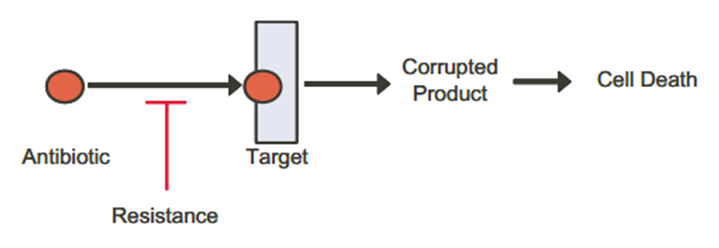 Antibiotic
Target
Corrupted
Product
Cell Death
Resistance